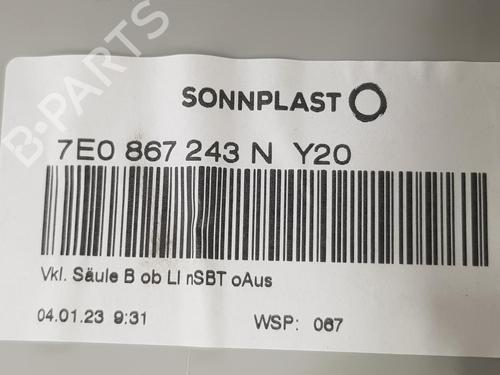 SONNPLAST
7E0 867 243 N Y20
Vkl. Säule B ob LI nSBT oAus
04.01.23 9:31 WSP: 067
B-PARTS